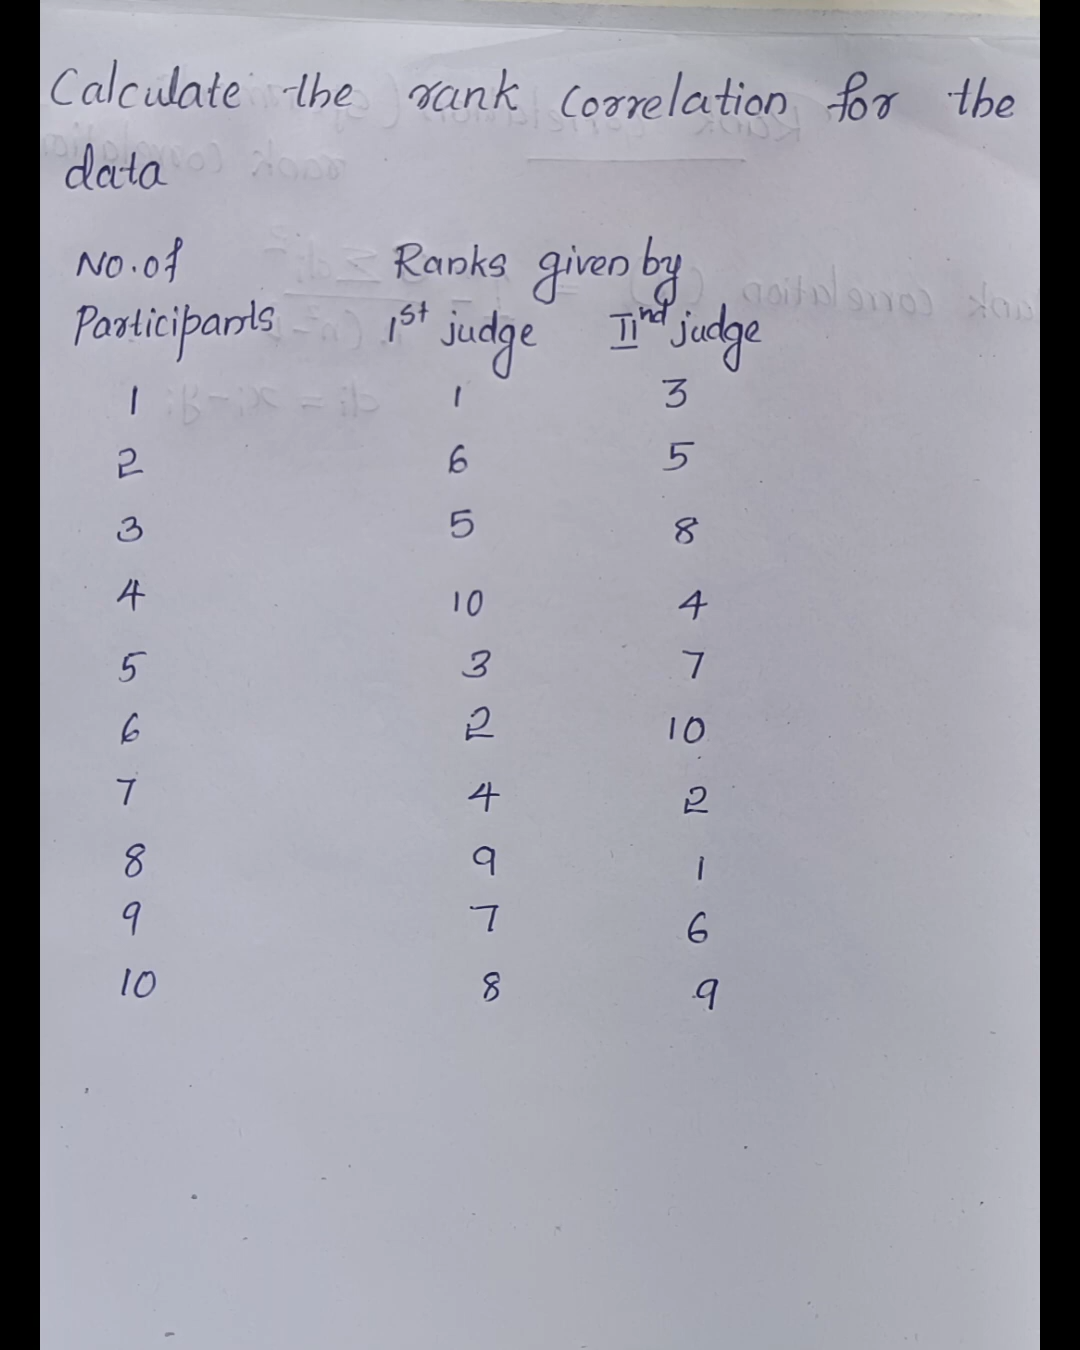 Calculate the rank correlation for the
data
No. of Ranks given by
Participants 1st judge IInd judge
1 1 3
2 6 5
3 5 8
4 10 4
5 3 7
6 2 10
7 4 2
8 9 1
9 7 6
10 8 9